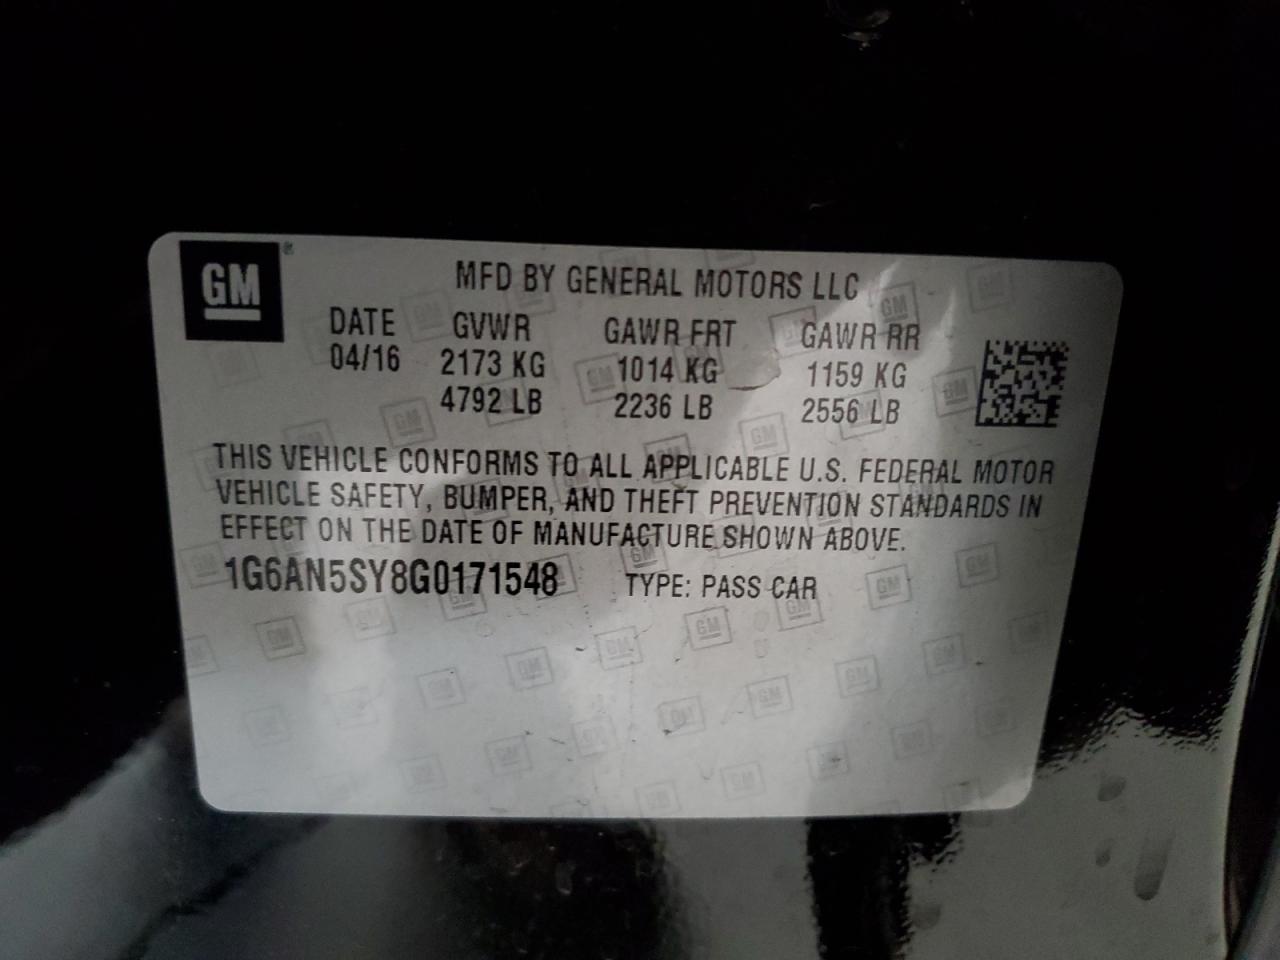 GM ®
MFD BY GENERAL MOTORS LLC
DATE GVWR GAWR FRT GAWR RR
04/16 2173 KG 1014 KG 1159 KG
4792 LB 2236 LB 2556 LB
THIS VEHICLE CONFORMS TO ALL APPLICABLE U.S. FEDERAL MOTOR
VEHICLE SAFETY, BUMPER, AND THEFT PREVENTION STANDARDS IN
EFFECT ON THE DATE OF MANUFACTURE SHOWN ABOVE.
1G6AN5SY8G0171548 TYPE: PASS CAR